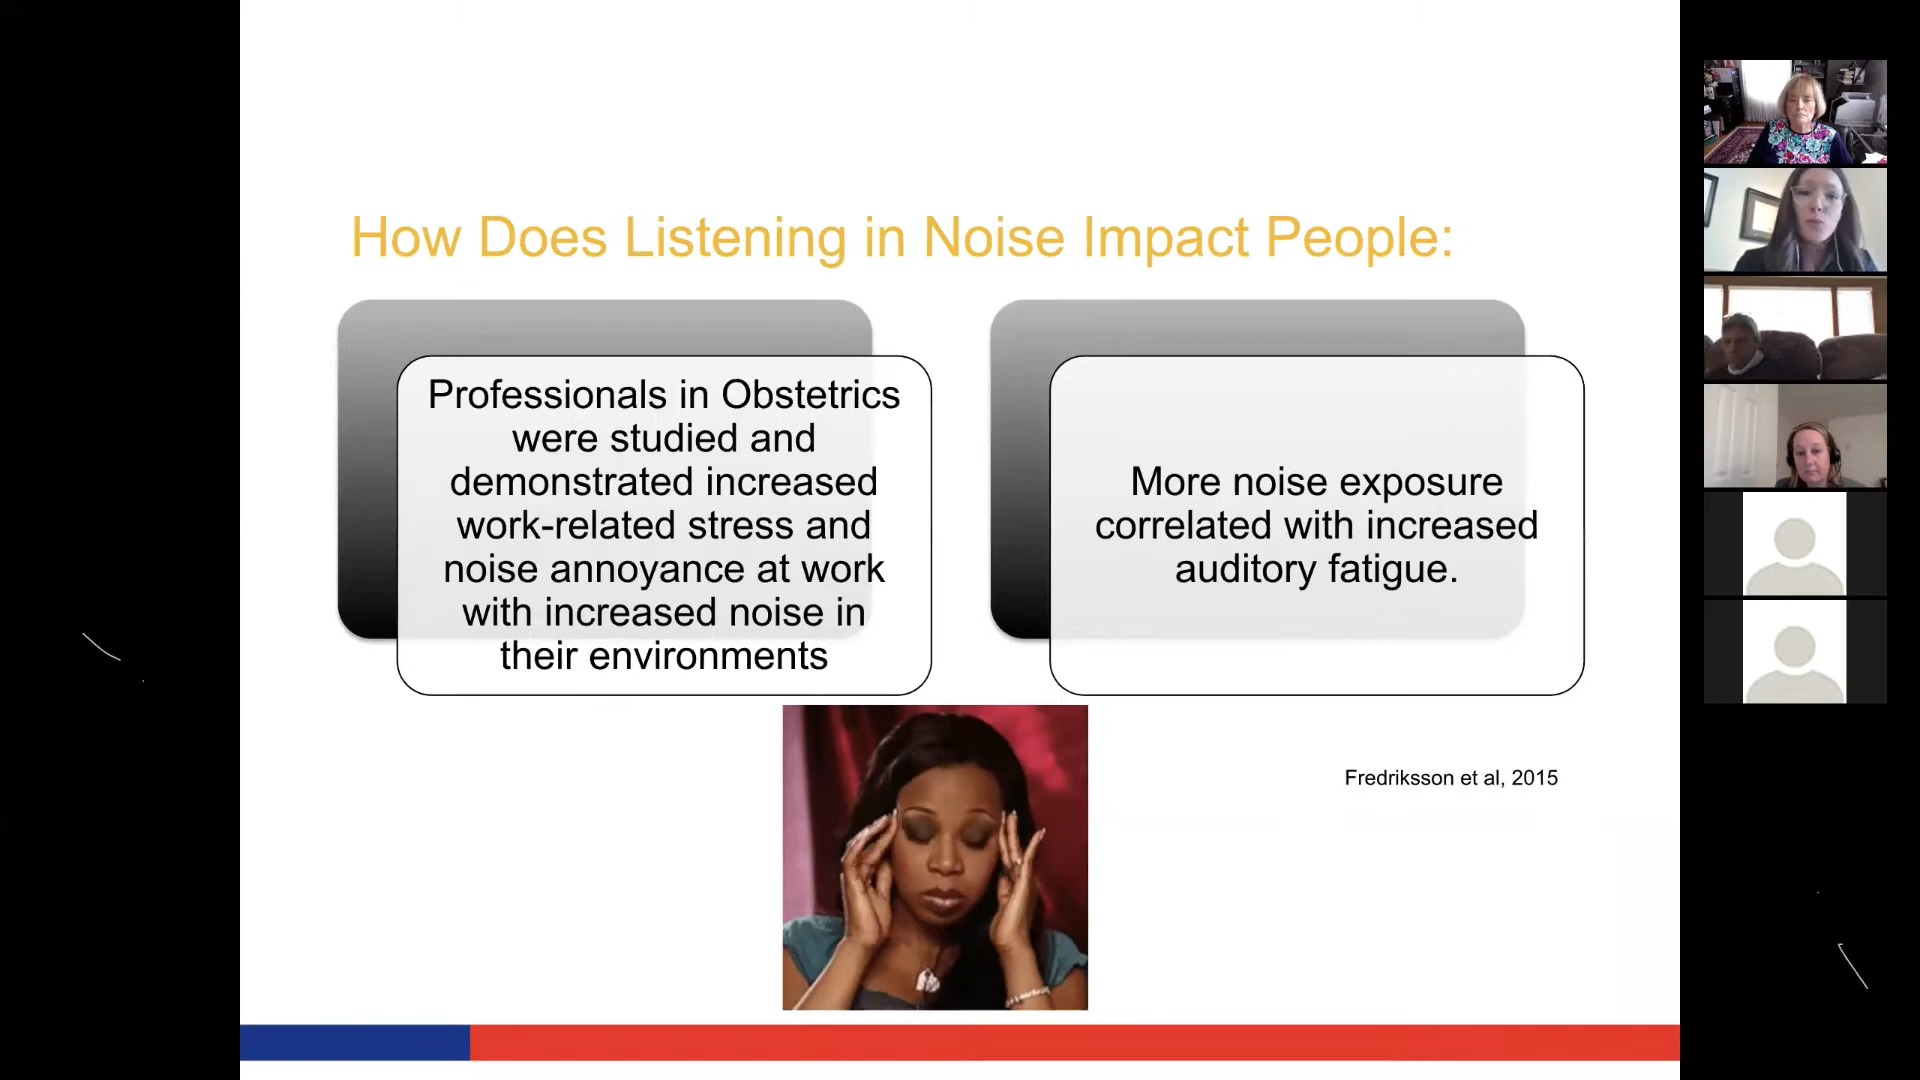 How Does Listening in Noise Impact People:
Professionals in Obstetrics
were studied and
demonstrated increased
work-related stress and
noise annoyance at work
with increased noise in
their environments
More noise exposure
correlated with increased
auditory fatigue.
Fredriksson et al, 2015